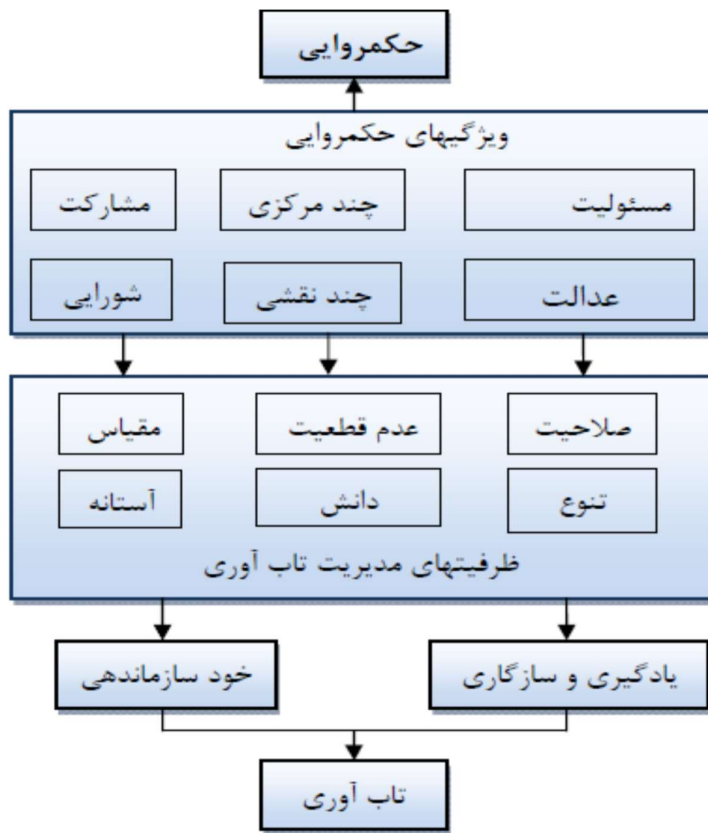 حکمروایی
ویژگیهای حکمروایی
مسئولیت
چند مرکزی
مشارکت
عدالت
چند نقشی
شورایی
صلاحیت
عدم قطعیت
مقیاس
تنوع
دانش
آستانه
ظرفیتهای مدیریت تاب آوری
یادگیری و سازگاری
خود سازماندهی
تاب آوری